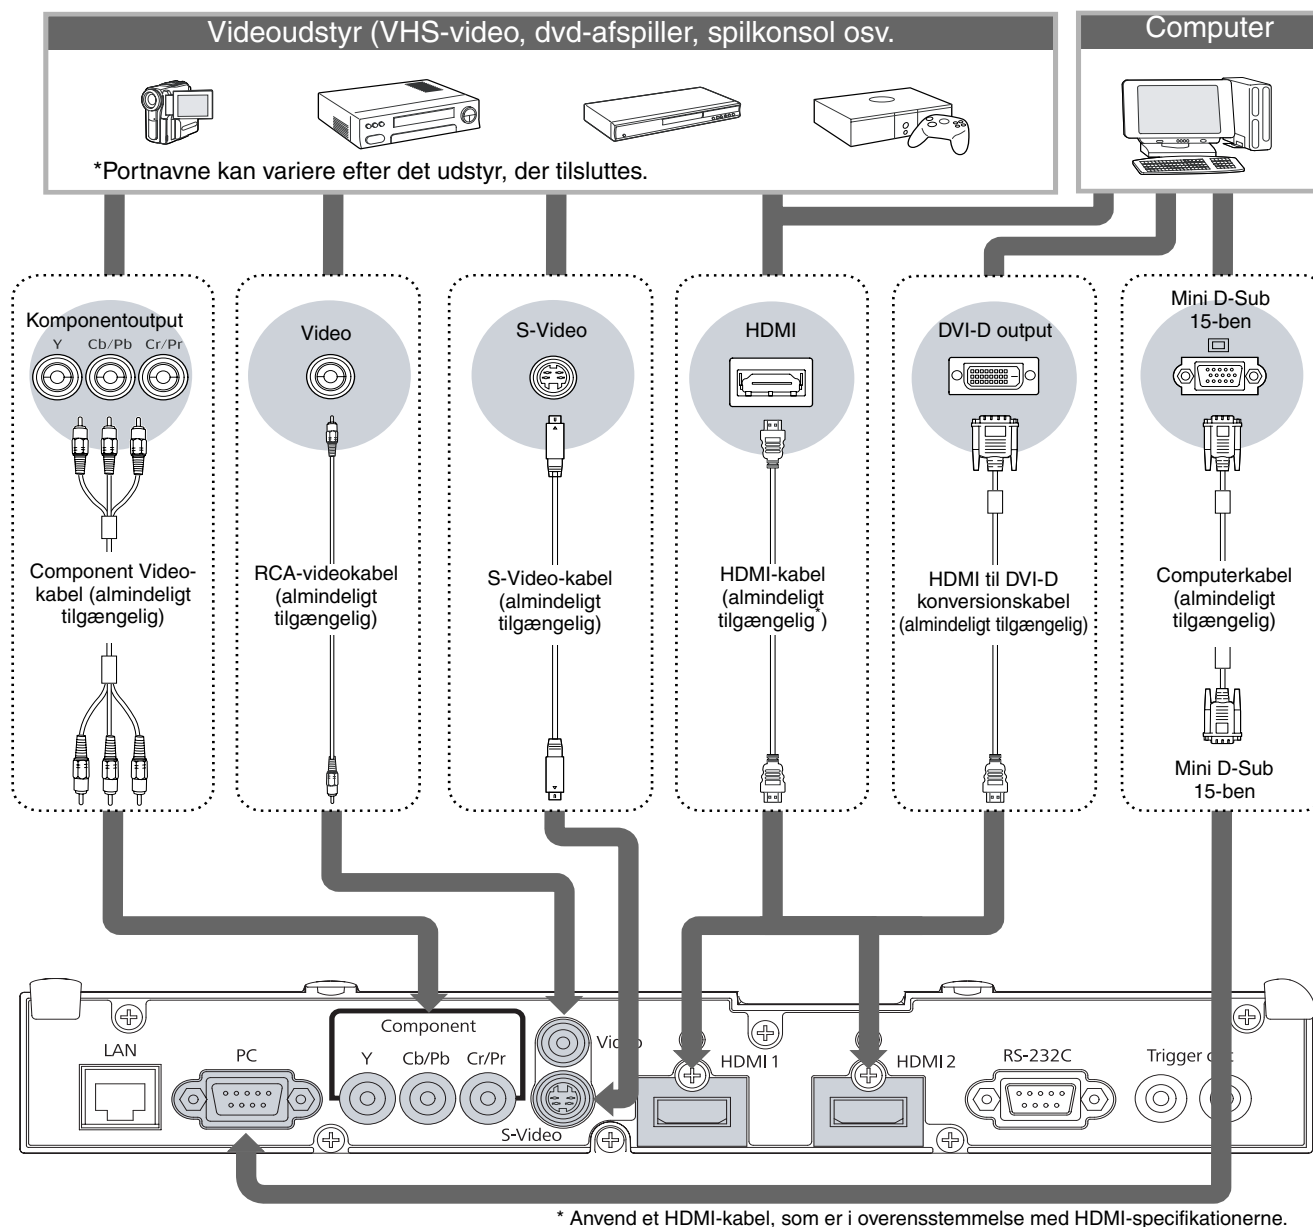 Videoudstyr (VHS-video, dvd-afspiller, spilkonsol osv.
Computer
*Portnavne kan variere efter det udstyr, der tilsluttes.
Komponentoutput
Y Cb/Pb Cr/Pr
Component Video-
kabel (almindeligt
tilgængelig)
Video
RCA-videokabel
(almindeligt
tilgængelig)
S-Video
S-Video-kabel
(almindeligt
tilgængelig)
HDMI
HDMI-kabel
(almindeligt
tilgængelig*)
DVI-D output
HDMI til DVI-D
konversionskabel
(almindeligt tilgængelig)
Mini D-Sub
15-ben
Computerkabel
(almindeligt
tilgængelig)
Mini D-Sub
15-ben
LAN
PC
Component
Y Cb/Pb Cr/Pr
Video
S-Video
HDMI 1
HDMI 2
RS-232C
Trigger out
* Anvend et HDMI-kabel, som er i overensstemmelse med HDMI-specifikationerne.